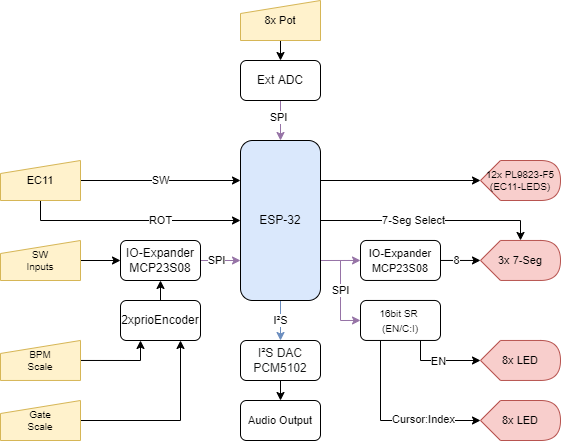 8x Pot
Ext ADC
SPI
EC11
SW
ROT
ESP-32
12x PL9823-F5
(EC11-LEDS)
7-Seg Select
SW
Inputs
IO-Expander
MCP23S08
SPI
IO-Expander
MCP23S08
8
3x 7-Seg
SPI
2xprioEncoder
I²S
16bit SR
(EN/C:I)
BPM
Scale
I²S DAC
PCM5102
EN
8x LED
Gate
Scale
Audio Output
Cursor:Index
8x LED